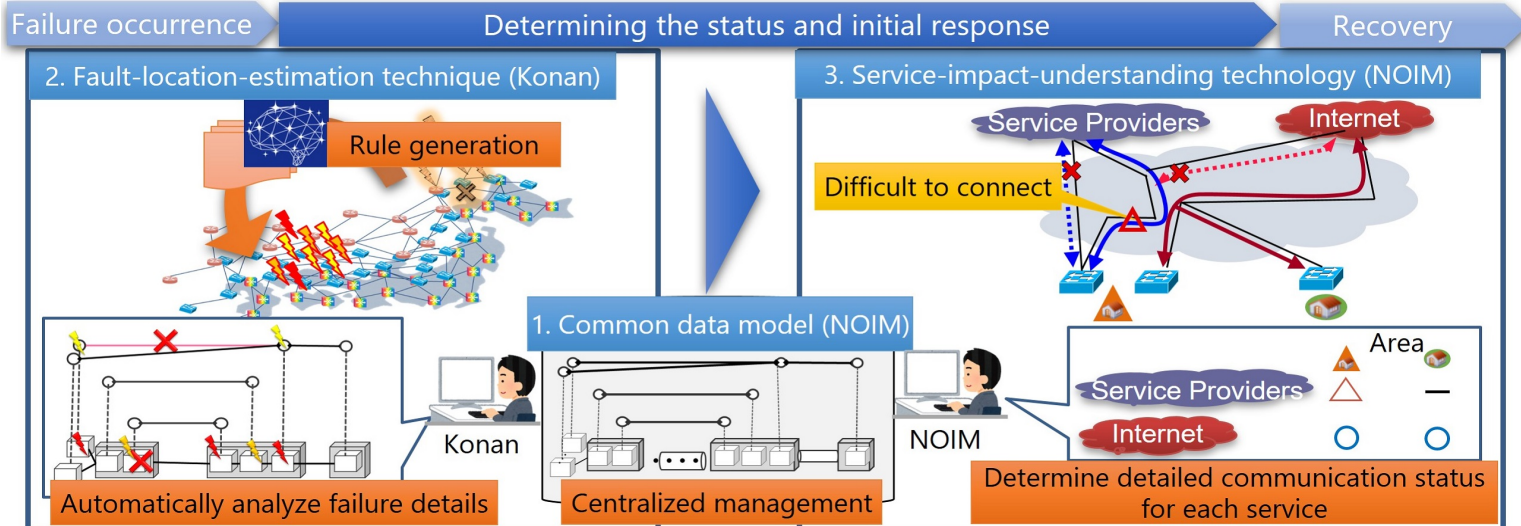 Failure occurrence
Determining the status and initial response
Recovery
2. Fault-location-estimation technique (Konan)
3. Service-impact-understanding technology (NOIM)
Rule generation
Service Providers
Internet
Difficult to connect
1. Common data model (NOIM)
Konan
NOIM
Area
Service Providers
Internet
Automatically analyze failure details
Centralized management
Determine detailed communication status
for each service